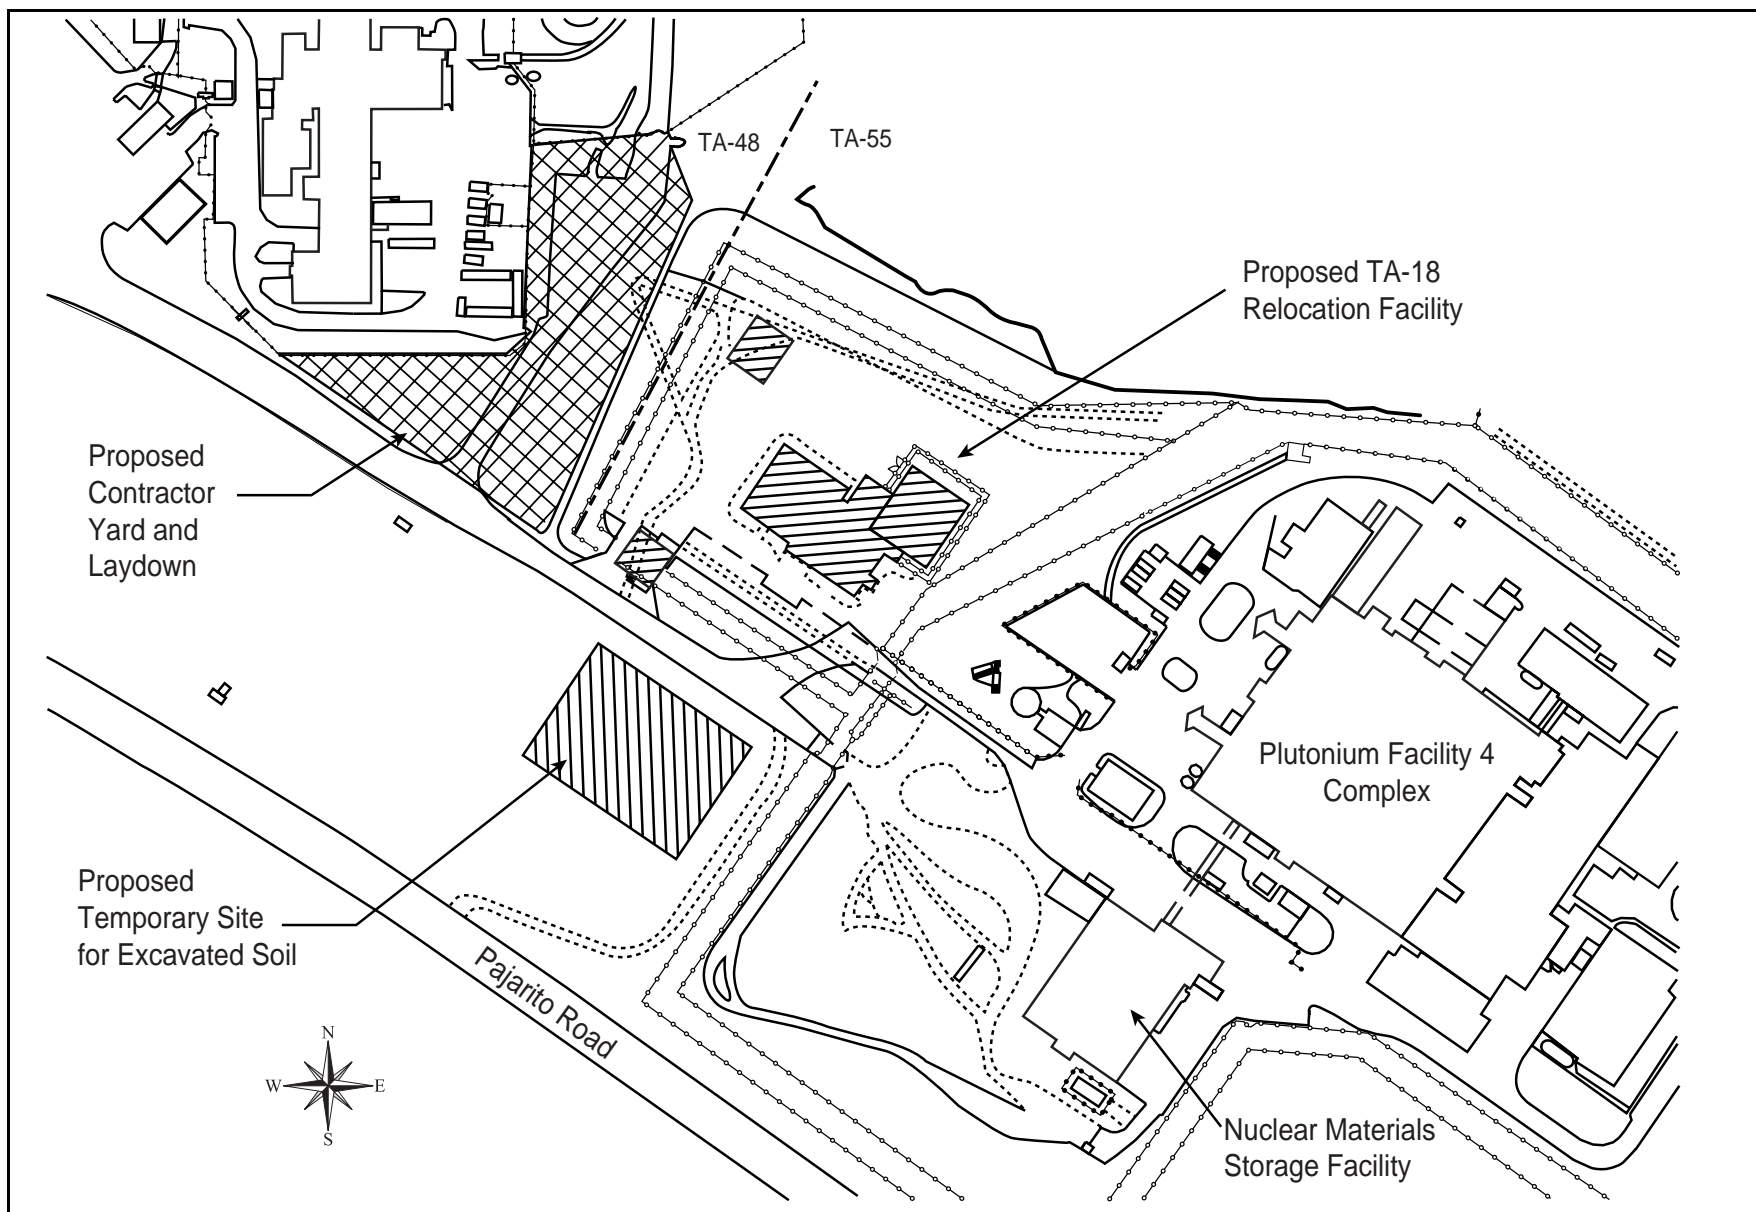 TA-48
TA-55
Proposed TA-18
Relocation Facility
Proposed
Contractor
Yard and
Laydown
Plutonium Facility 4
Complex
Proposed
Temporary Site
for Excavated Soil
Pajarito Road
N
W
E
S
Nuclear Materials
Storage Facility